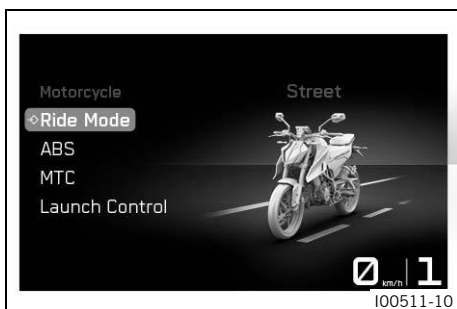 Motorcycle
Street
Ride Mode
ABS
MTC
Launch Control
0 km/h 1
I00511-10